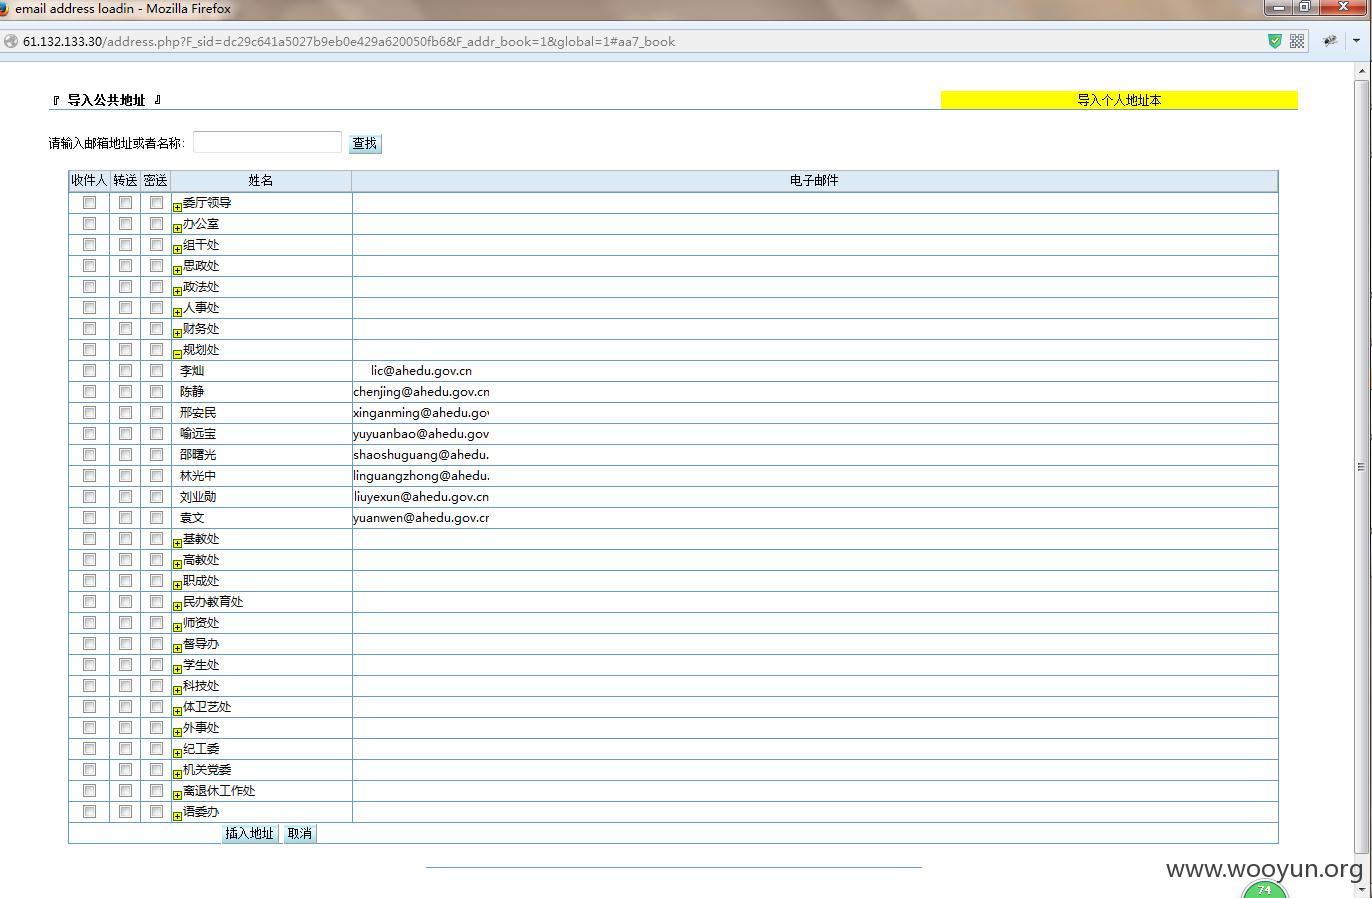 email address loadin - Mozilla Firefox
61.132.133.30/address.php?F_sid=dc29c641a5027b9eb0e429a620050fb6&F_addr_book=1&global=1#aa7_book
『 导入公共地址 』 导入个人地址本
请输入邮箱地址或者名称: 查找
收件人 转送 密送 姓名 电子邮件
委厅领导
办公室
组干处
思政处
政法处
人事处
财务处
规划处
李灿 lic@ahedu.gov.cn
陈静 chenjing@ahedu.gov.cn
邢安民 xinganming@ahedu.gov
喻远宝 yuyuanbao@ahedu.gov
邵曙光 shaoshuguang@ahedu.
林光中 linguangzhong@ahedu.
刘业勋 liuyexun@ahedu.gov.cn
袁文 yuanwen@ahedu.gov.cn
基教处
高教处
职成处
民办教育处
师资处
督导办
学生处
科技处
体卫艺处
外事处
纪工委
机关党委
离退休工作处
语委办
插入地址 取消
www.wooyun.org
74